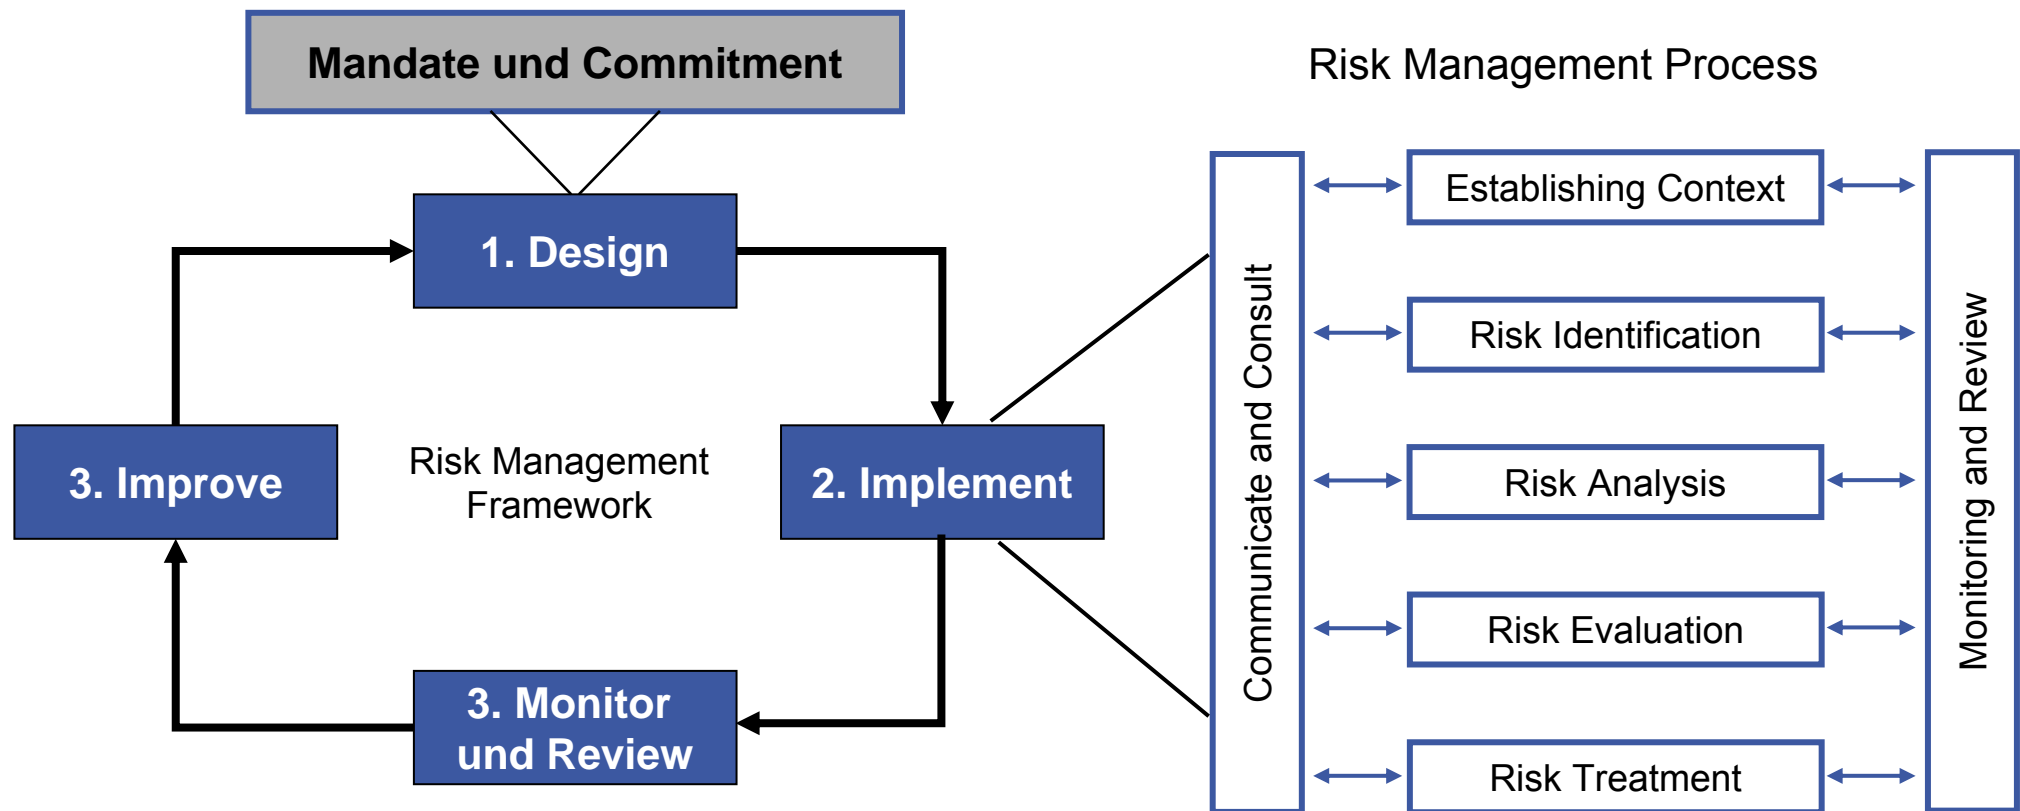 Mandate und Commitment
Risk Management Process
1. Design
2. Implement
3. Monitor
und Review
3. Improve
Risk Management
Framework
Communicate and Consult
Establishing Context
Risk Identification
Risk Analysis
Risk Evaluation
Risk Treatment
Monitoring and Review